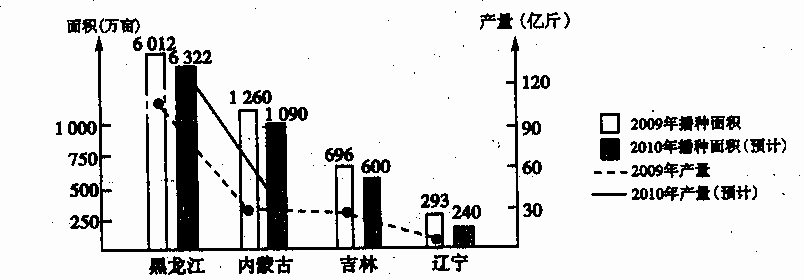 面积(万亩)
产量(亿斤)
6 012
6 322
1 260
1 090
696
600
293
240
1 000
750
500
250
120
90
60
30
黑龙江
内蒙古
吉林
辽宁
2009年播种面积
2010年播种面积(预计)
2009年产量
2010年产量(预计)